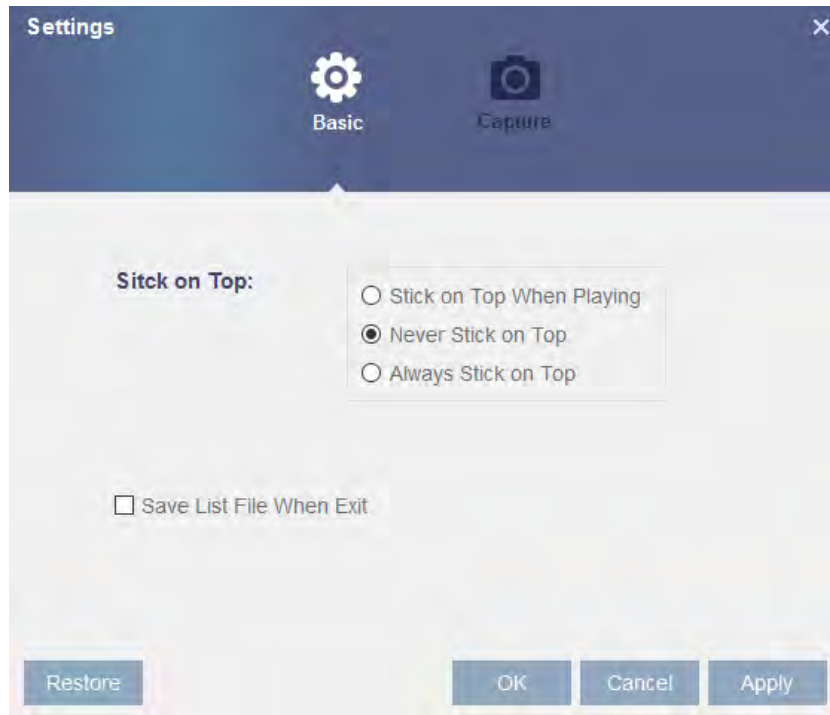 Settings
Basic
Capture
Sitck on Top:
Stick on Top When Playing
Never Stick on Top
Always Stick on Top
Save List File When Exit
Restore
OK
Cancel
Apply